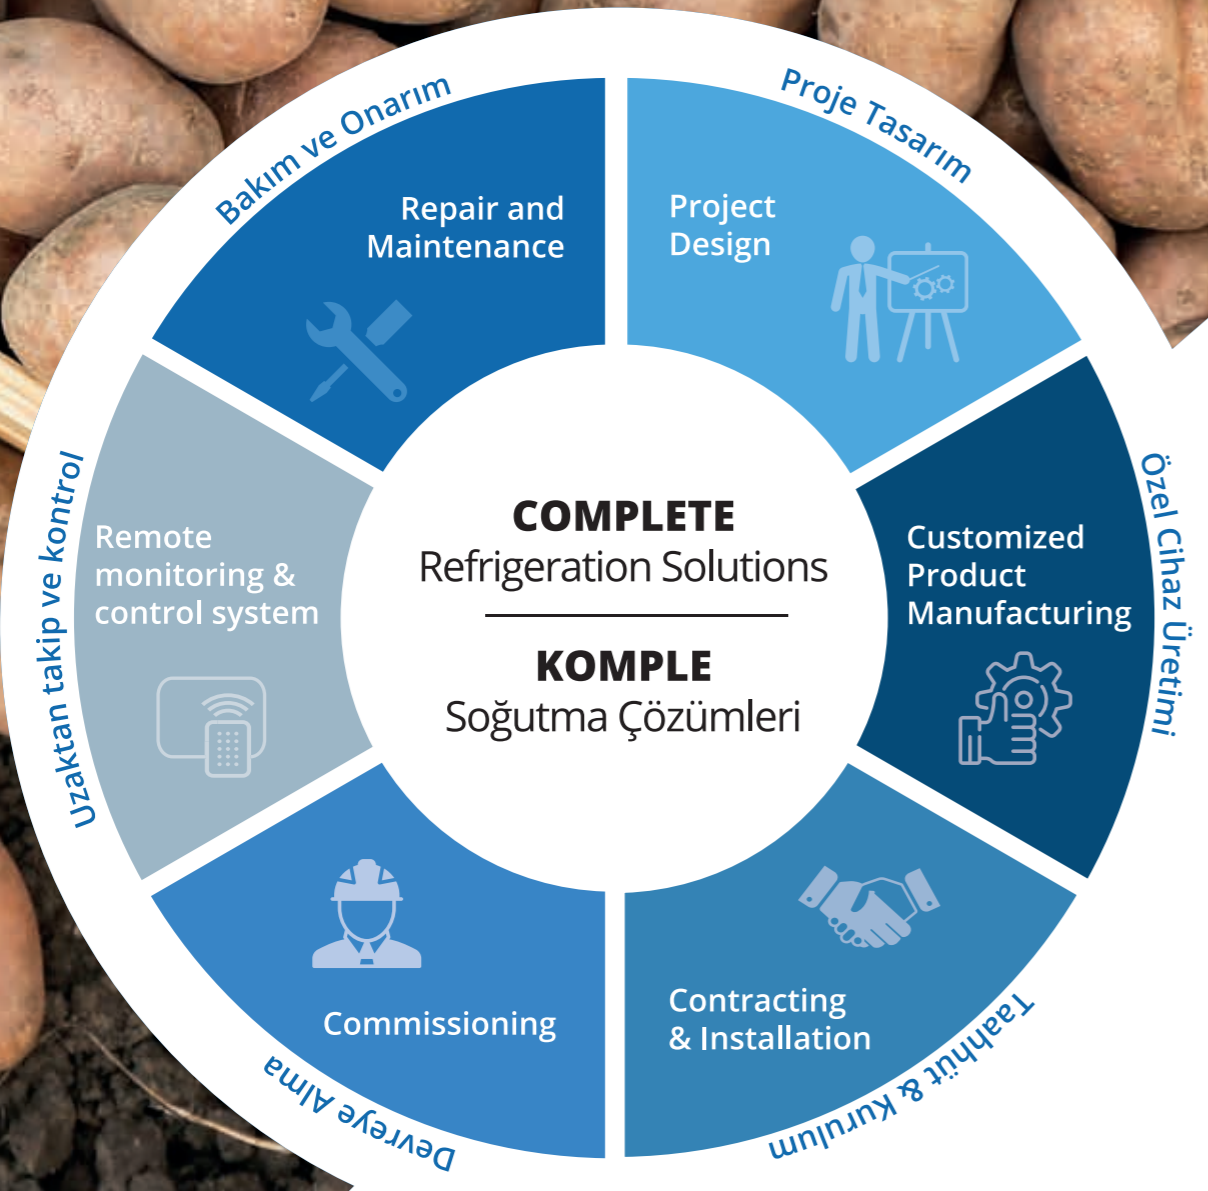 COMPLETE
Refrigeration Solutions
KOMPLE
Soğutma Çözümleri
Proje Tasarım
Project
Design
Özel Cihaz Üretimi
Customized
Product
Manufacturing
Taahhüt & Kurulum
Contracting
& Installation
Devreye Alma
Commissioning
Uzaktan takip ve kontrol
Remote
monitoring &
control system
Bakım ve Onarım
Repair and
Maintenance